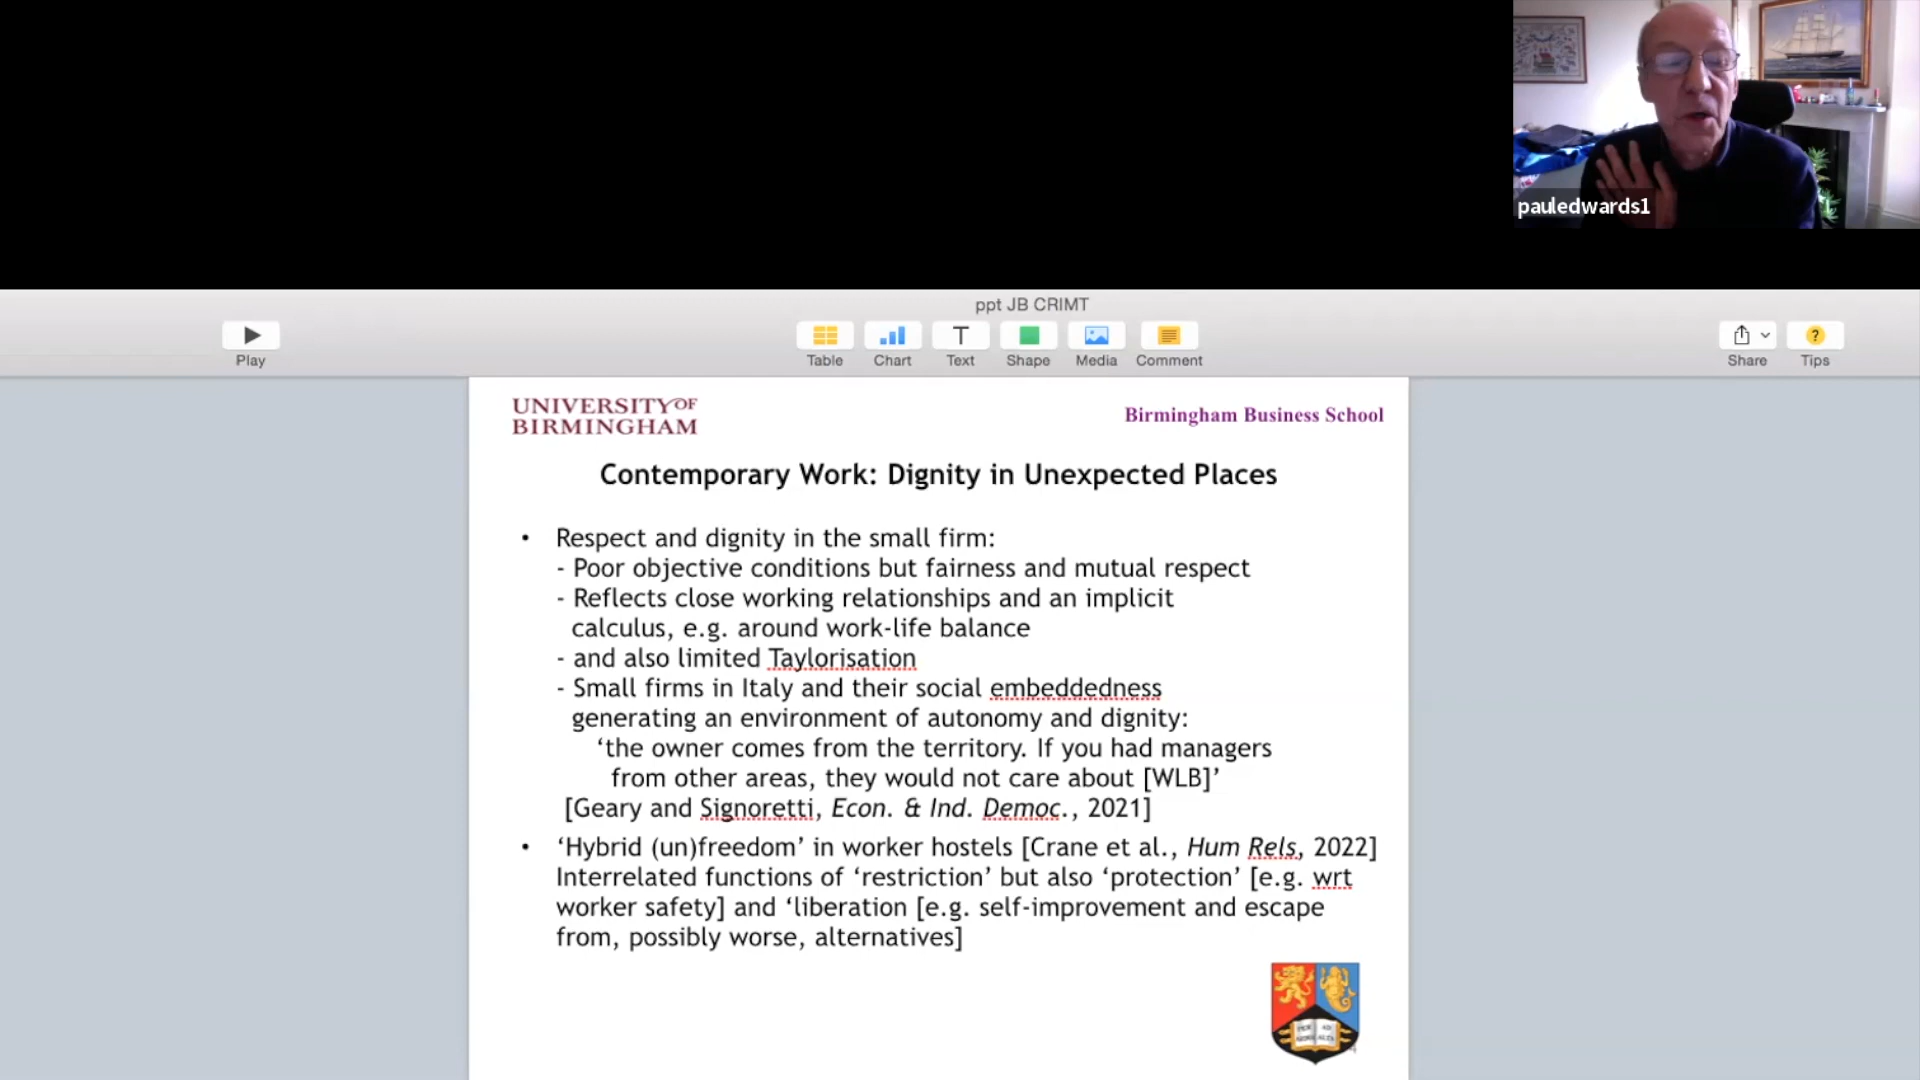 pauledwards1
ppt JB CRIMT
Play
Table
Chart
Text
Shape
Media
Comment
Share
Tips
UNIVERSITY OF
BIRMINGHAM
Birmingham Business School
Contemporary Work: Dignity in Unexpected Places
• Respect and dignity in the small firm:
- Poor objective conditions but fairness and mutual respect
- Reflects close working relationships and an implicit
calculus, e.g. around work-life balance
- and also limited Taylorisation
- Small firms in Italy and their social embeddedness
generating an environment of autonomy and dignity:
‘the owner comes from the territory. If you had managers
from other areas, they would not care about [WLB]’
[Geary and Signoretti, Econ. & Ind. Democ., 2021]
• ‘Hybrid (un)freedom’ in worker hostels [Crane et al., Hum Rels, 2022]
Interrelated functions of ‘restriction’ but also ‘protection’ [e.g. wrt
worker safety] and ‘liberation [e.g. self-improvement and escape
from, possibly worse, alternatives]